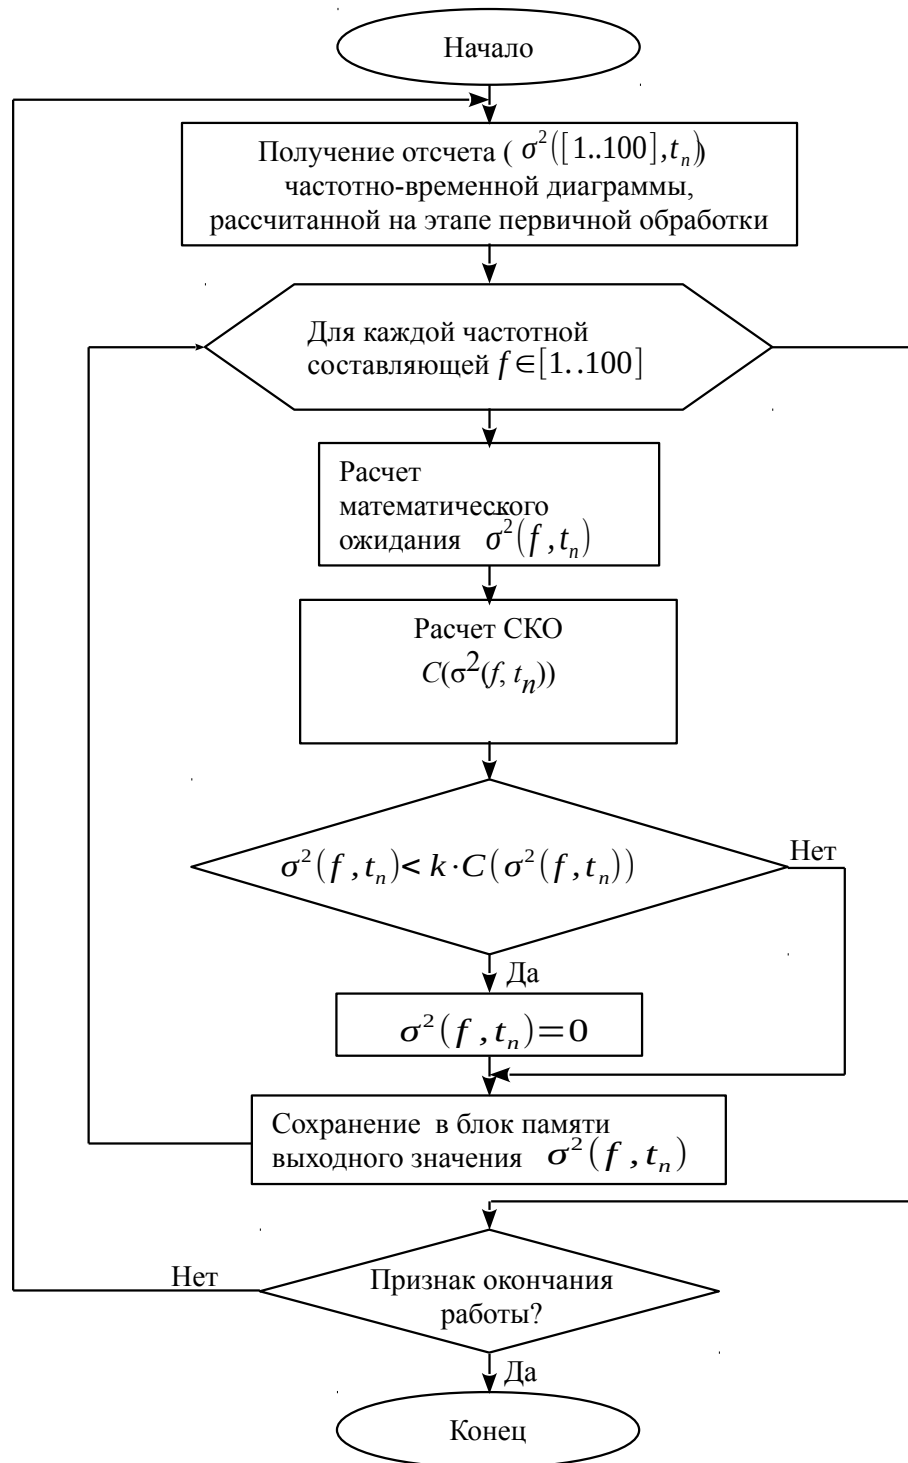 Начало
Получение отсчета ( σ²([1..100],tₙ)
частотно-временной диаграммы,
рассчитанной на этапе первичной обработки
Для каждой частотной
составляющей f∈[1..100]
Расчет
математического
ожидания σ̄²(f,tₙ)
Расчет СКО
C(σ²(f, tₙ))
σ²(f,tₙ)< k·C(σ²(f,tₙ))
Нет
Да
σ²(f,tₙ)=0
Сохранение в блок памяти
выходного значения σ²(f,tₙ)
Нет
Признак окончания
работы?
Да
Конец